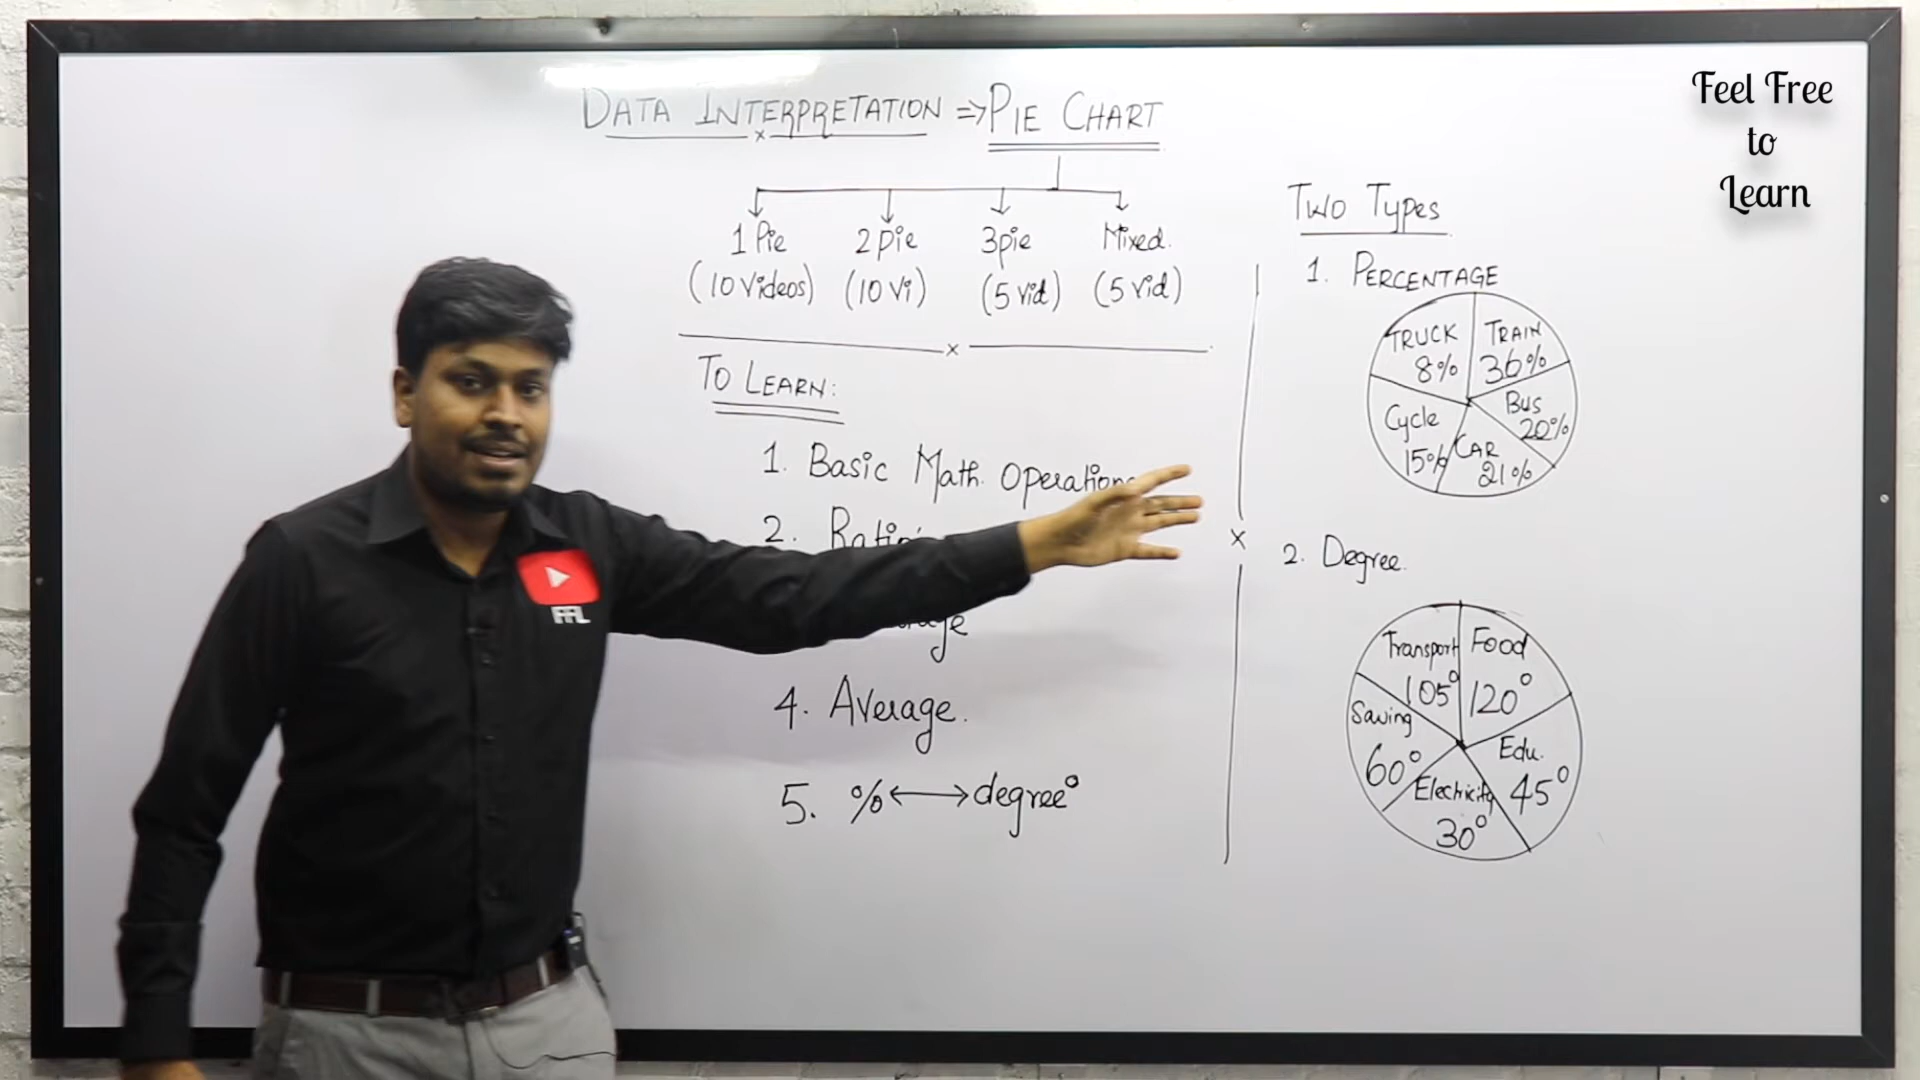 Feel Free
to
Learn
DATA INTERPRETATION ⇒ PIE CHART
1 Pie 2 pie 3pie Mixed.
(10 Videos) (10 Vi) (5 Vid) (5 Vid)
TO LEARN:
1. Basic Math. Operations
2.
4. Average.
5. % ↔ degree°
TWO Types
1. PERCENTAGE
TRUCK TRAIN
8% 36%
Cycle Bus
15% 20%
CAR
21%
2. Degree.
Transport Food
105° 120°
Saving Edu.
60° 45°
Electricity
30°
FFL